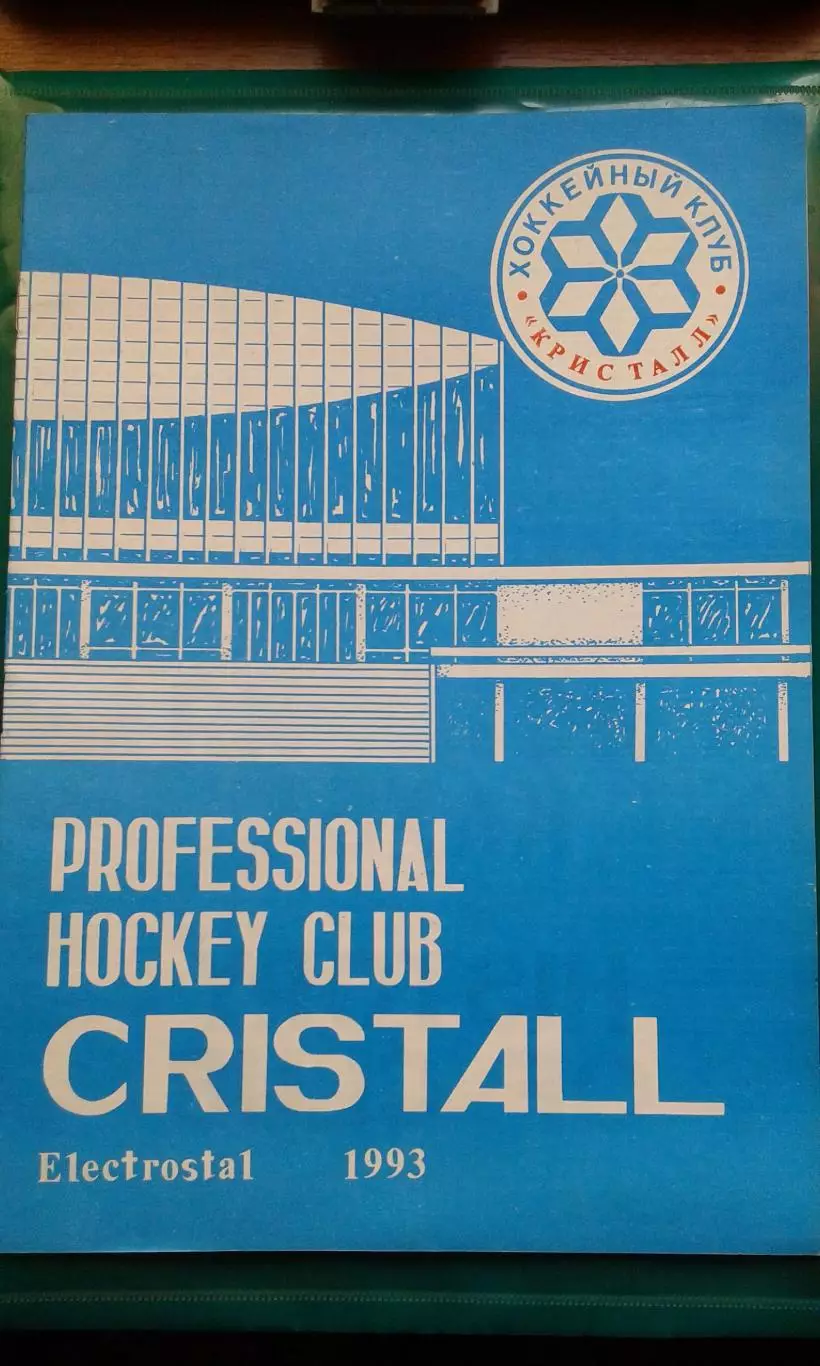 ХОККЕЙНЫЙ КЛУБ
• «КРИСТАЛЛ» •
PROFESSIONAL
HOCKEY CLUB
CRISTALL
Electrostal 1993